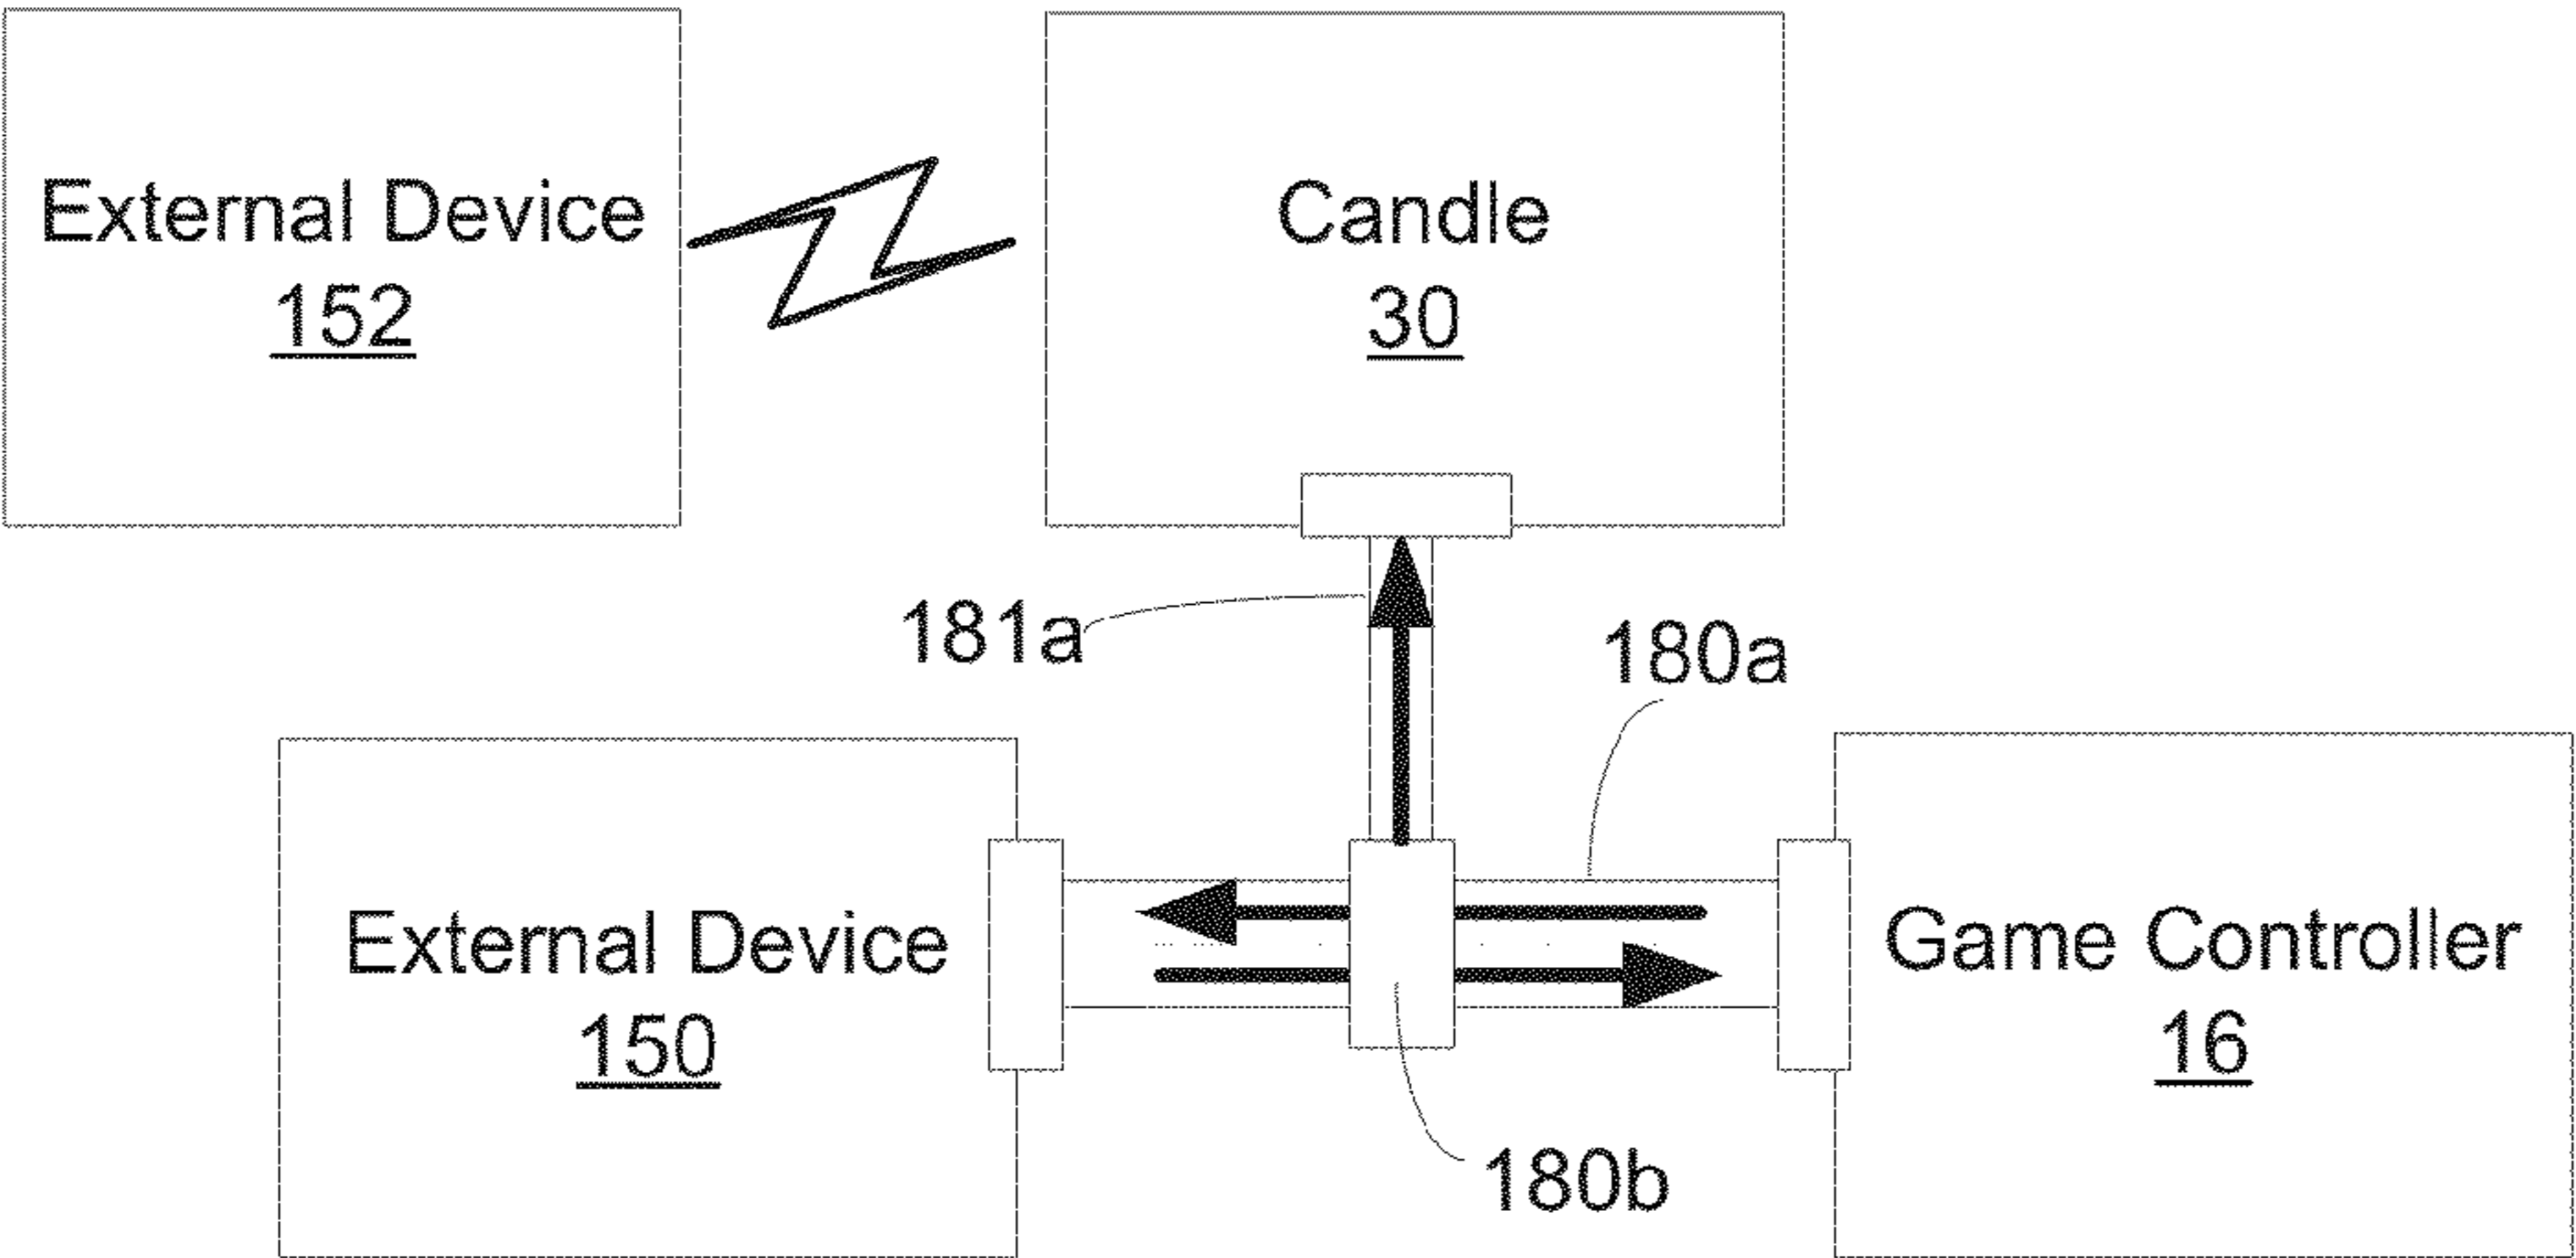 External Device
152
Candle
30
181a
180a
External Device
150
Game Controller
16
180b